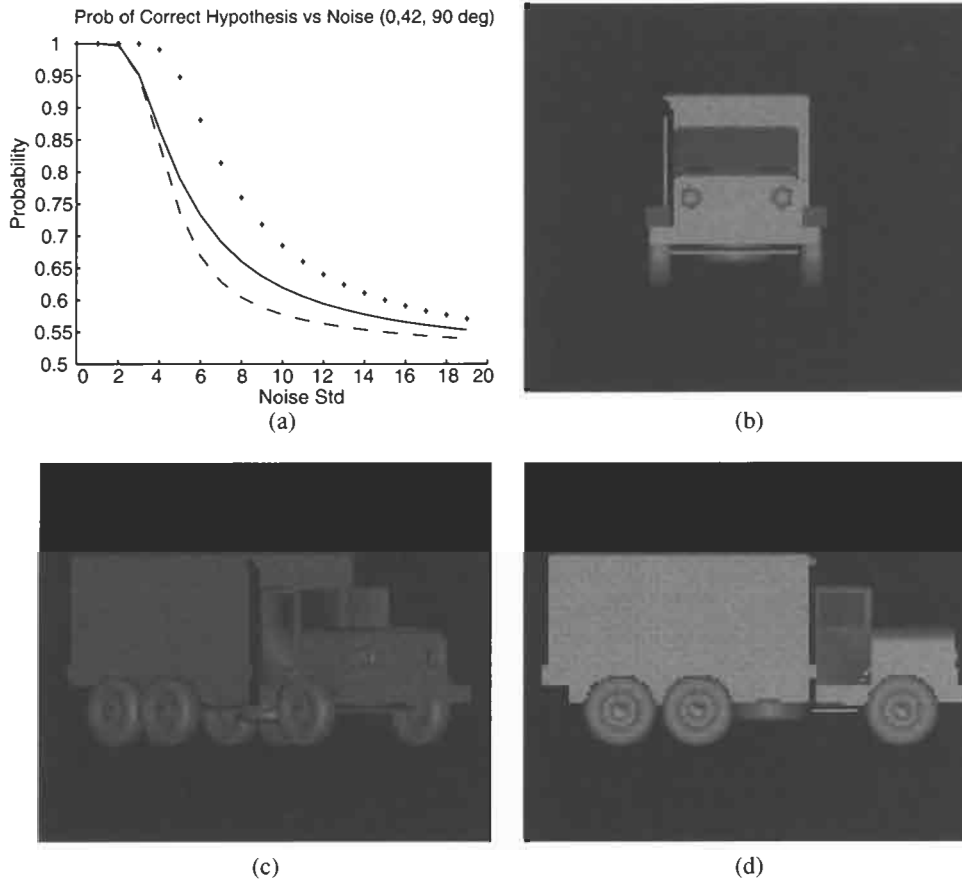 Prob of Correct Hypothesis vs Noise (0,42, 90 deg)
1
0.95
0.9
0.85
0.8
0.75
0.7
0.65
0.6
0.55
0.5
Probability
0 2 4 6 8 10 12 14 16 18 20
Noise Std
(a)
(b)
(c)
(d)